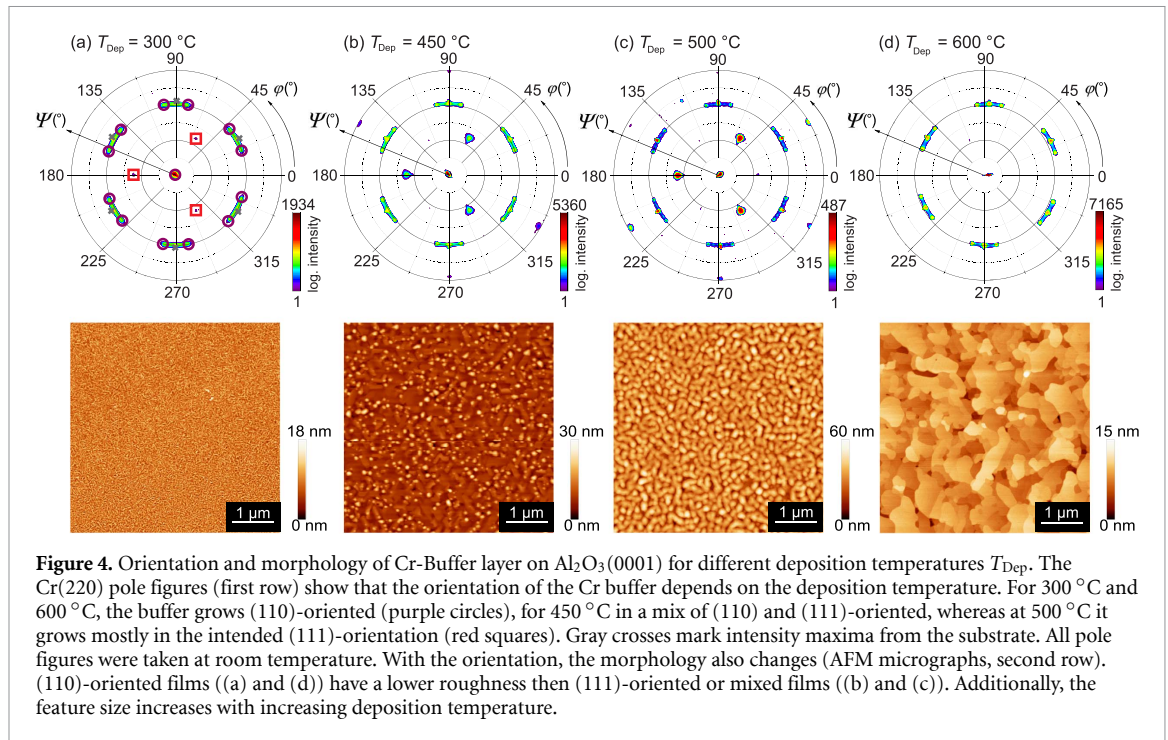 (a) T_Dep = 300 °C
(b) T_Dep = 450 °C
(c) T_Dep = 500 °C
(d) T_Dep = 600 °C
90
135
45
φ(°)
Ψ(°)
180
0
225
315
270
1934
log. intensity
1
90
135
45
φ(°)
Ψ(°)
180
0
225
315
270
5360
log. intensity
1
90
135
45
φ(°)
Ψ(°)
180
0
225
315
270
487
log. intensity
1
90
135
45
φ(°)
Ψ(°)
180
0
225
315
270
7165
log. intensity
1
18 nm
0 nm
1 µm
30 nm
0 nm
1 µm
60 nm
0 nm
1 µm
15 nm
0 nm
1 µm
Figure 4. Orientation and morphology of Cr-Buffer layer on Al₂O₃(0001) for different deposition temperatures T_Dep. The
Cr(220) pole figures (first row) show that the orientation of the Cr buffer depends on the deposition temperature. For 300 °C and
600 °C, the buffer grows (110)-oriented (purple circles), for 450 °C in a mix of (110) and (111)-oriented, whereas at 500 °C it
grows mostly in the intended (111)-orientation (red squares). Gray crosses mark intensity maxima from the substrate. All pole
figures were taken at room temperature. With the orientation, the morphology also changes (AFM micrographs, second row).
(110)-oriented films ((a) and (d)) have a lower roughness then (111)-oriented or mixed films ((b) and (c)). Additionally, the
feature size increases with increasing deposition temperature.